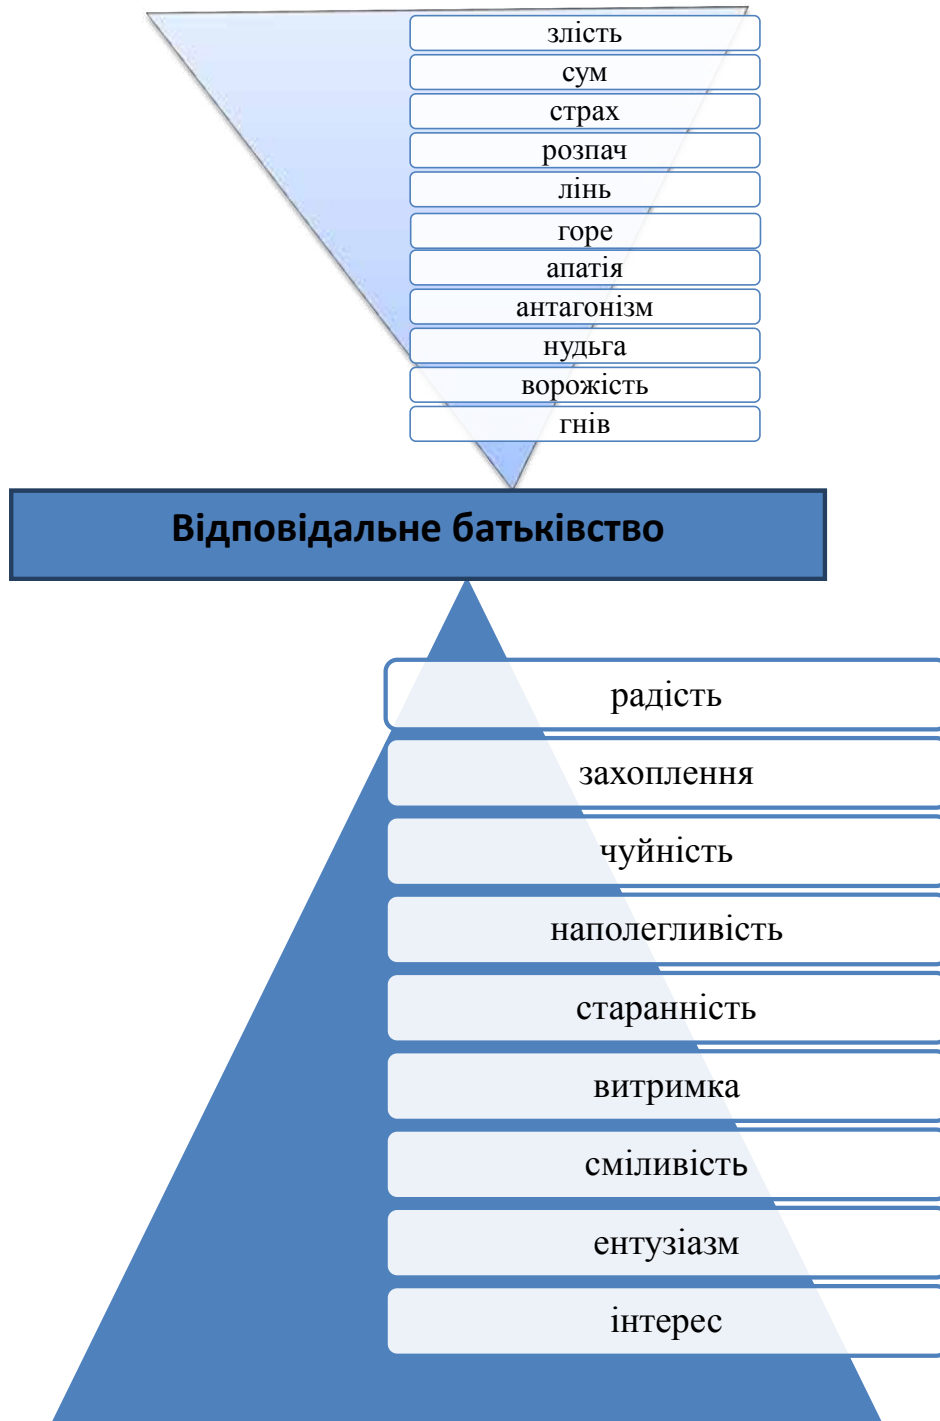 злість
сум
страх
розпач
лінь
горе
апатія
антагонізм
нудьга
ворожість
гнів
Відповідальне батьківство
радість
захоплення
чуйність
наполегливість
старанність
витримка
сміливість
ентузіазм
інтерес